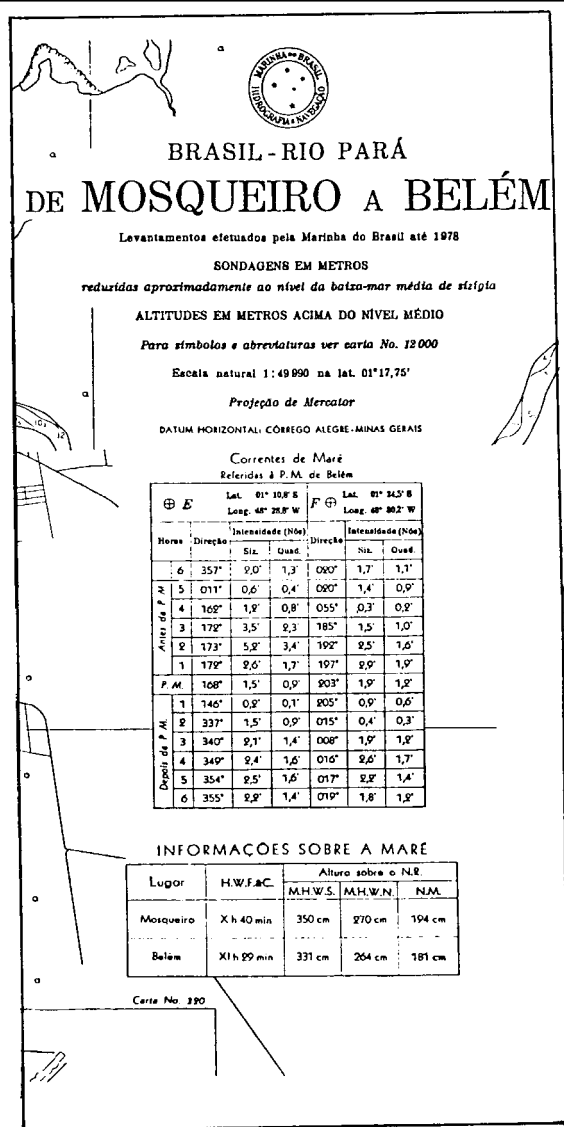 MARINHA DO BRASIL
HIDROGRAFIA E NAVEGAÇÃO
BRASIL - RIO PARÁ
DE MOSQUEIRO A BELÉM
Levantamentos efetuados pela Marinha do Brasil até 1978
SONDAGENS EM METROS
reduzidas aproximadamente ao nível da baixa-mar média de sizígia
ALTITUDES EM METROS ACIMA DO NÍVEL MÉDIO
Para símbolos e abreviaturas ver carta No. 12 000
Escala natural 1:49 990 na lat. 01°17,75'
Projeção de Mercator
DATUM HORIZONTAL: CÓRREGO ALEGRE-MINAS GERAIS
Correntes de Maré
Referidas à P. M. de Belém
⊕ E Lat. 01° 10,8' S F ⊕ Lat. 01° 24,5' S
Long. 48° 28,8' W Long. 48° 30,2' W
Horas Direção Intensidade (Nós) Direção Intensidade (Nós)
Siz. Quad. Siz. Quad.
Antes da P M
6 357° 2,0' 1,3' 020° 1,7' 1,1'
5 011° 0,6' 0,4' 020° 1,4' 0,9'
4 162° 1,2' 0,8' 055° 0,3' 0,2'
3 172° 3,5' 2,3' 185° 1,5' 1,0'
2 173° 5,2' 3,4' 192° 2,5' 1,6'
1 172° 2,6' 1,7' 197° 2,9' 1,9'
P. M. 168° 1,5' 0,9' 203° 1,9' 1,2'
Depois da P M.
1 146° 0,2' 0,1' 205° 0,9' 0,6'
2 337° 1,5' 0,9' 015° 0,4' 0,3'
3 340° 2,1' 1,4' 008° 1,9' 1,2'
4 349° 2,4' 1,6' 016° 2,6' 1,7'
5 354° 2,5' 1,6' 017° 2,2' 1,4'
6 355° 2,2' 1,4' 019° 1,8' 1,2'
INFORMAÇÕES SOBRE A MARÉ
Lugar H.W.F.&C. Altura sobre o N.R.
M.H.W.S. M.H.W.N. N.M.
Mosqueiro X h 40 min 350 cm 270 cm 194 cm
Belém XI h 29 min 331 cm 264 cm 181 cm
Carta No. 320